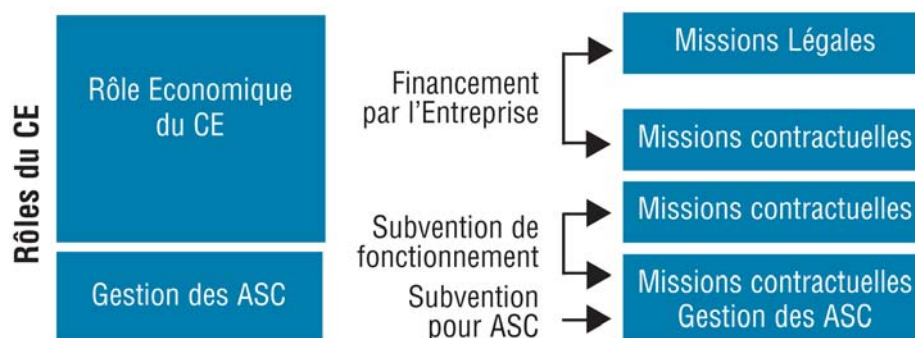 Rôles du CE
Rôle Economique
du CE
Gestion des ASC
Financement
par l'Entreprise
Subvention de
fonctionnement
Subvention
pour ASC
Missions Légales
Missions contractuelles
Missions contractuelles
Missions contractuelles
Gestion des ASC